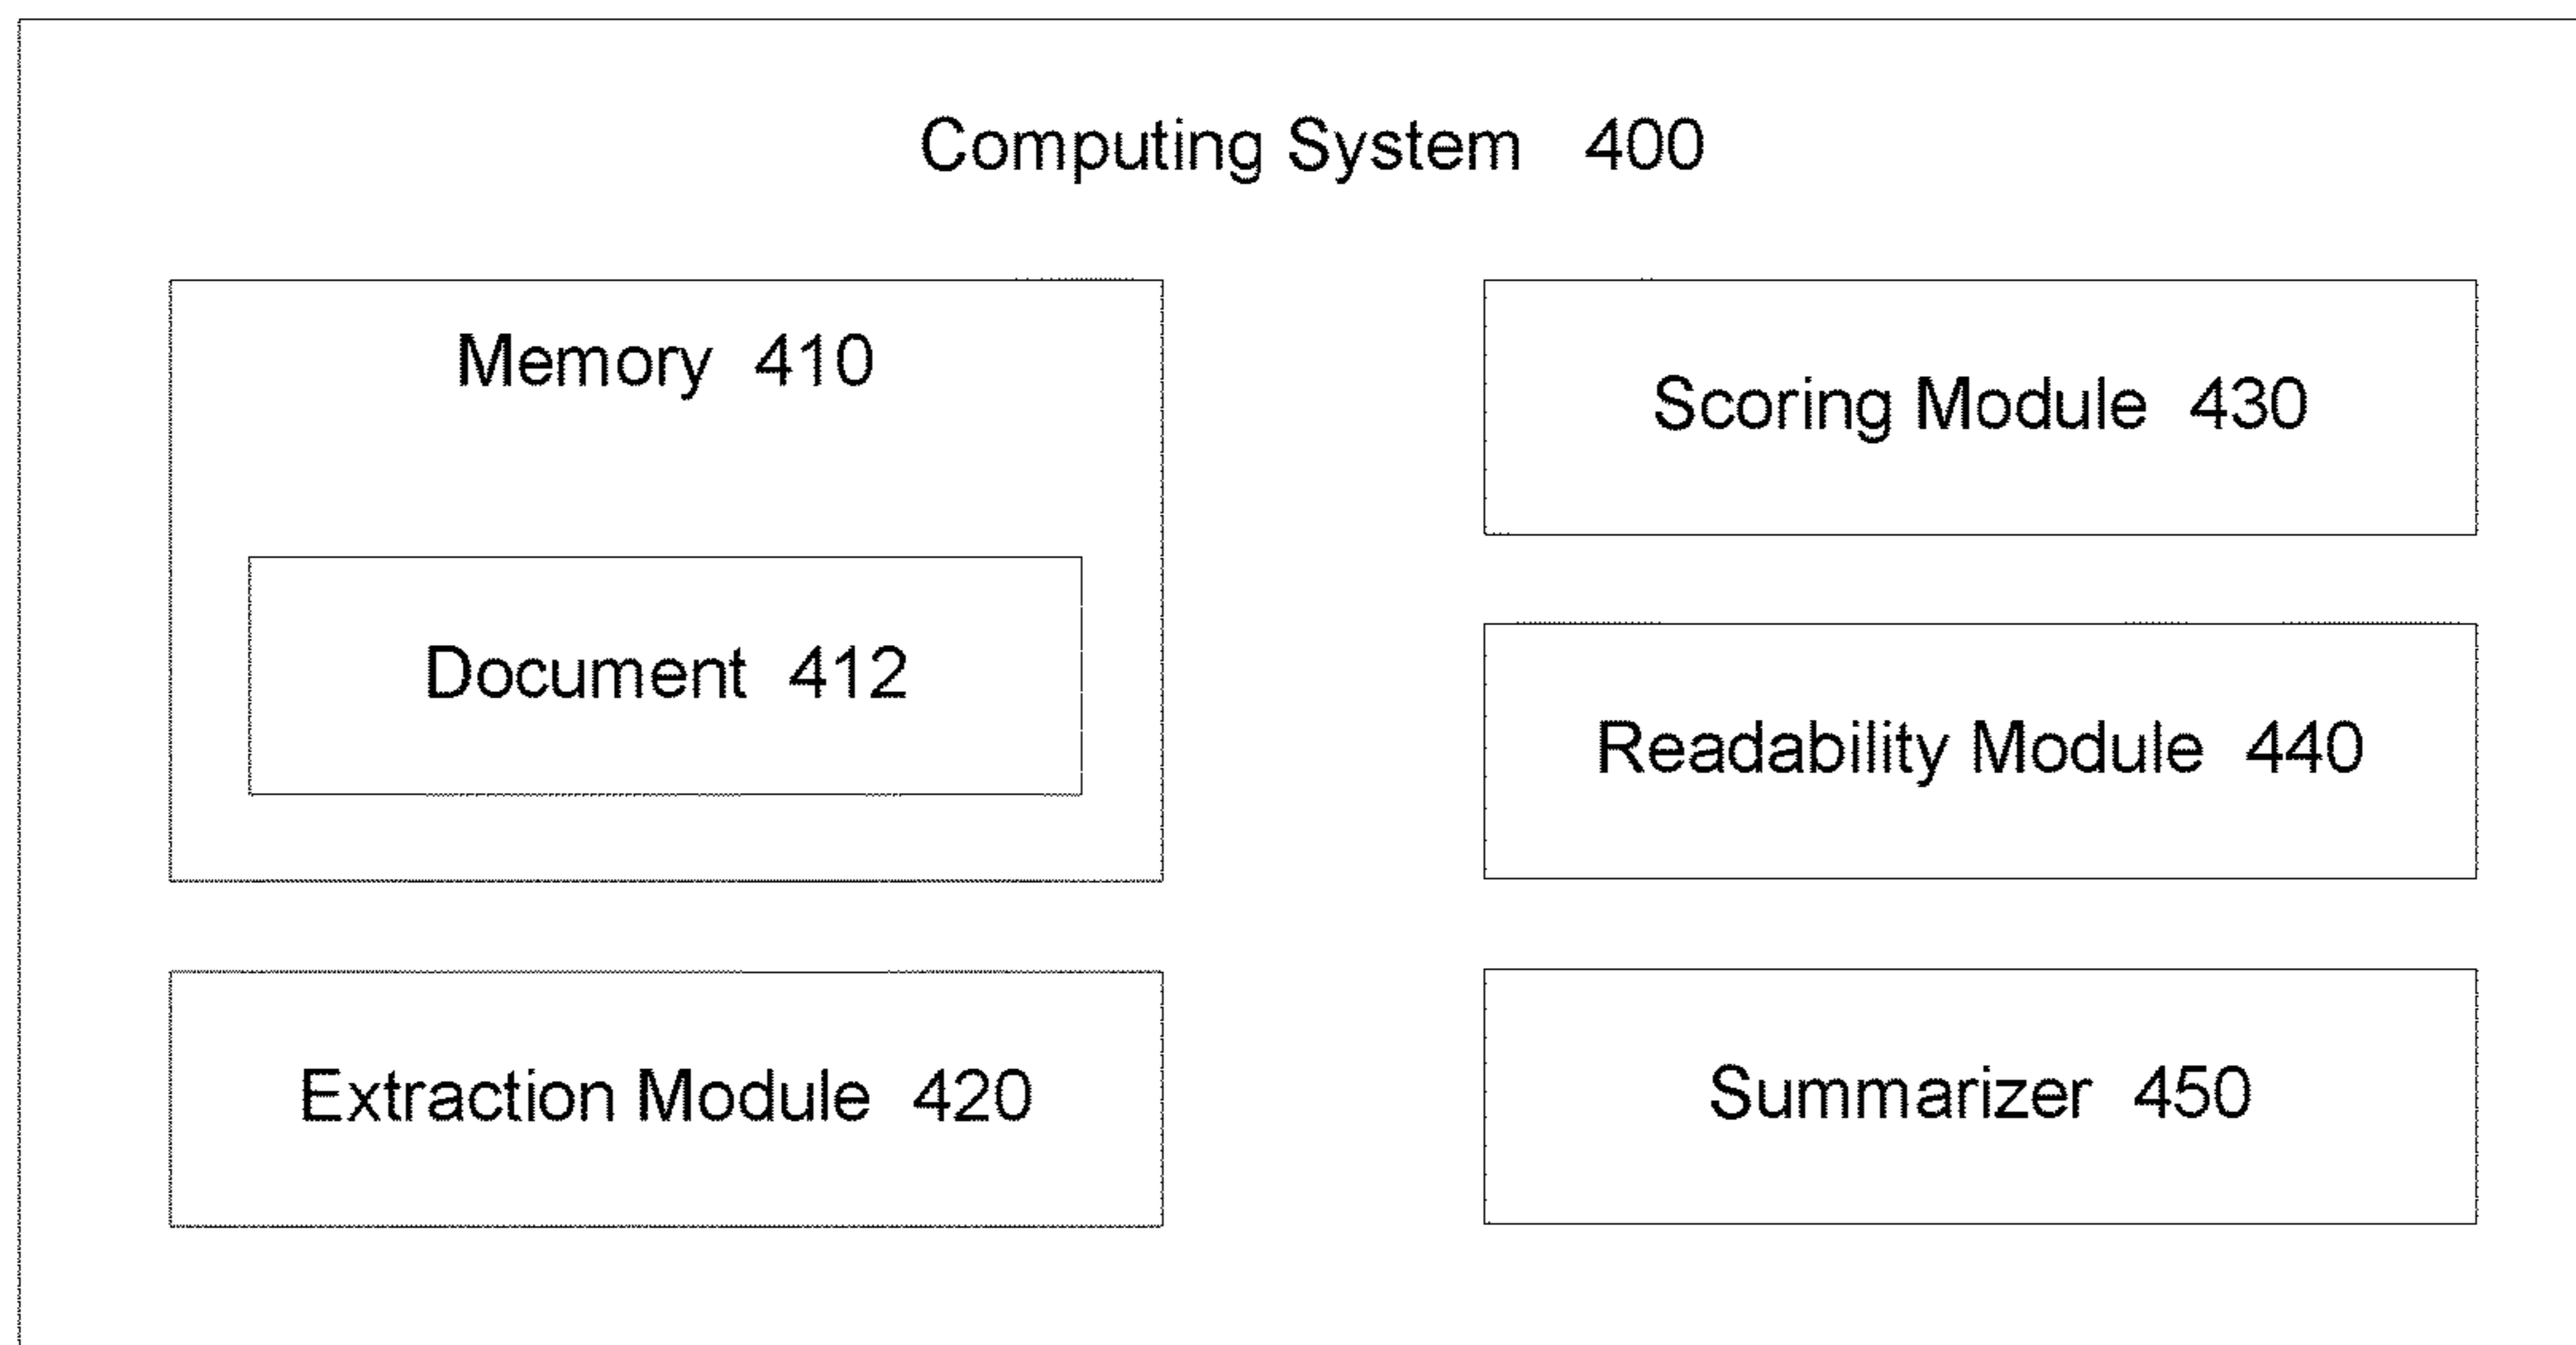 Computing System 400
Memory 410
Document 412
Extraction Module 420
Scoring Module 430
Readability Module 440
Summarizer 450